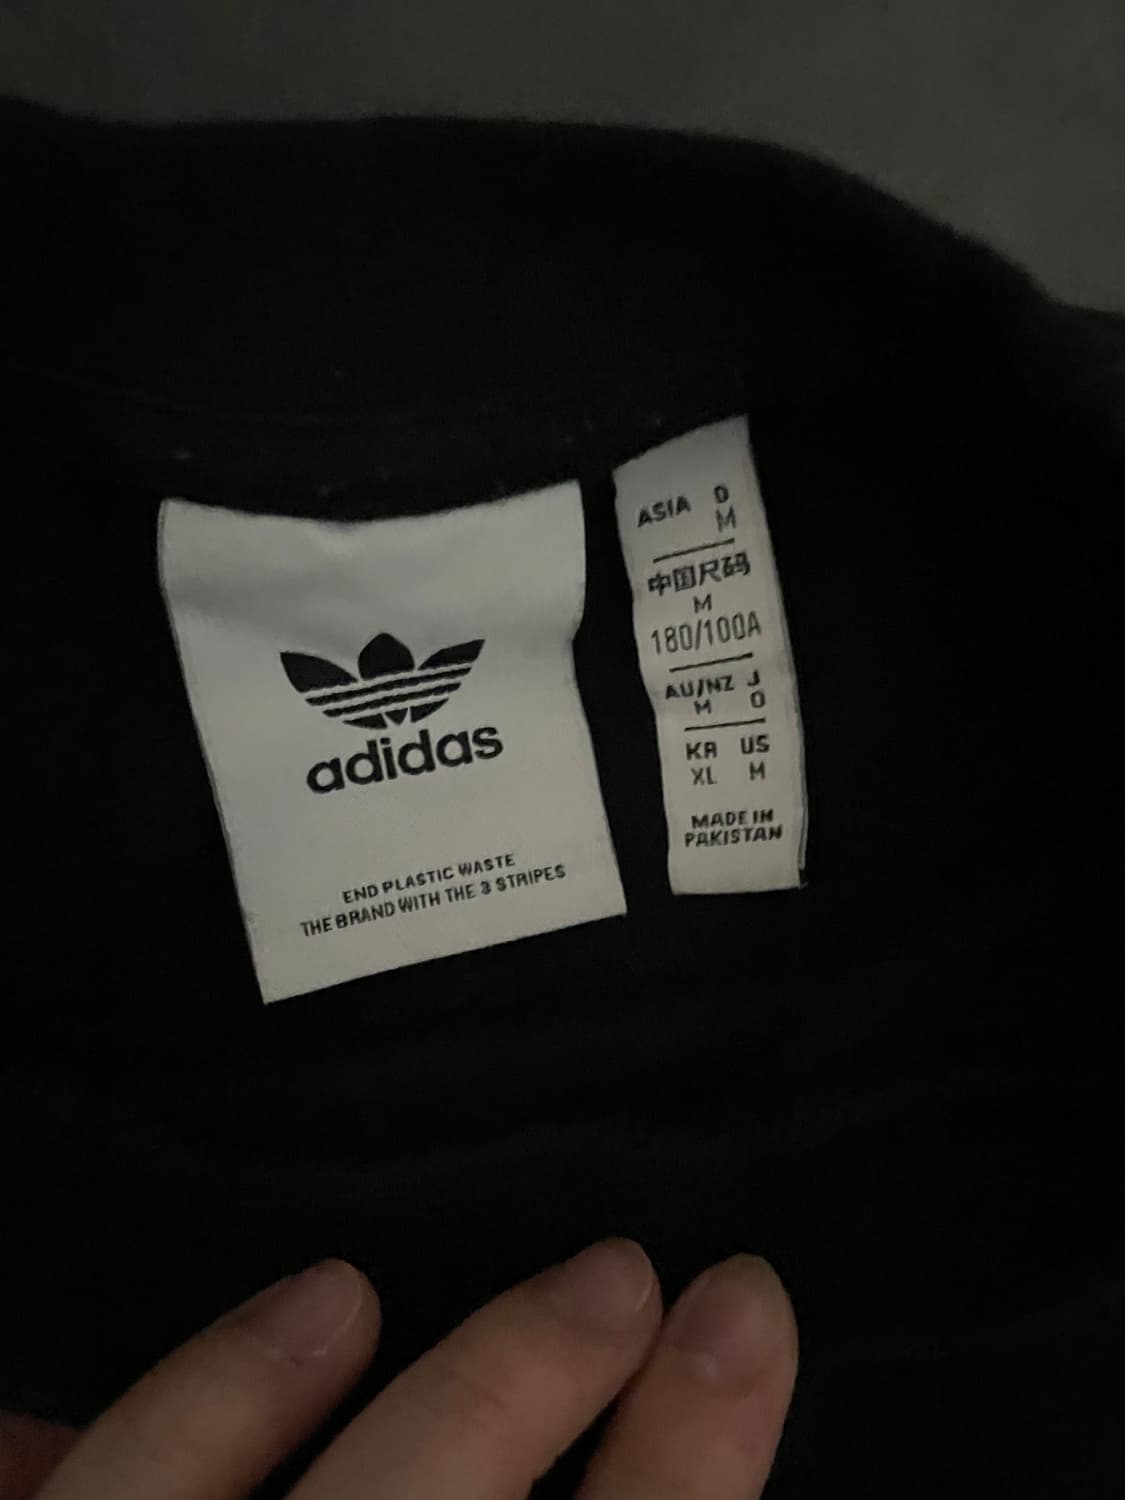 adidas
END PLASTIC WASTE
THE BRAND WITH THE 3 STRIPES
ASIA O
M
中国尺码
M
180/100A
AU/NZ J
M O
KR US
XL M
MADE IN
PAKISTAN